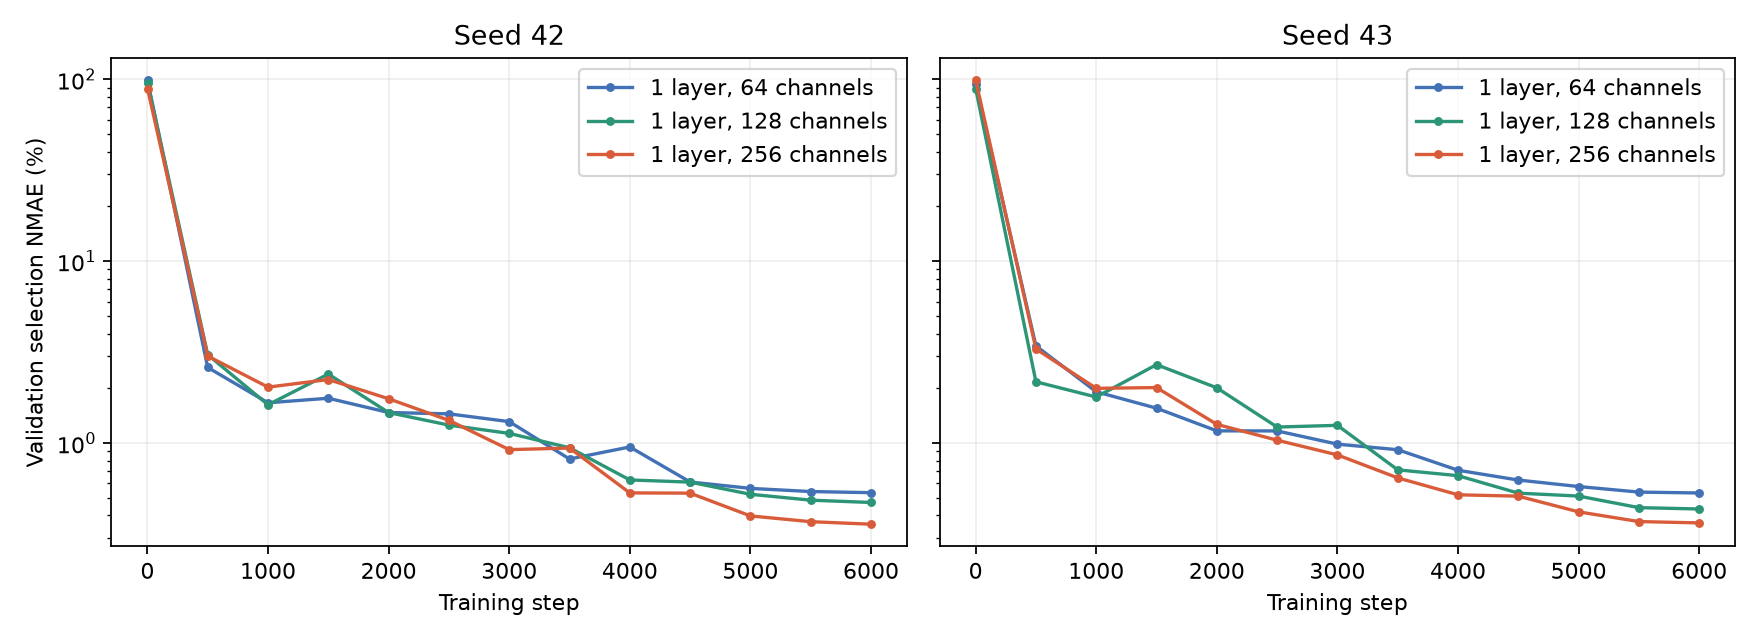 Seed 42
Seed 43
Validation selection NMAE (%)
10²
10¹
10⁰
1 layer, 64 channels
1 layer, 128 channels
1 layer, 256 channels
1 layer, 64 channels
1 layer, 128 channels
1 layer, 256 channels
0 1000 2000 3000 4000 5000 6000
0 1000 2000 3000 4000 5000 6000
Training step
Training step